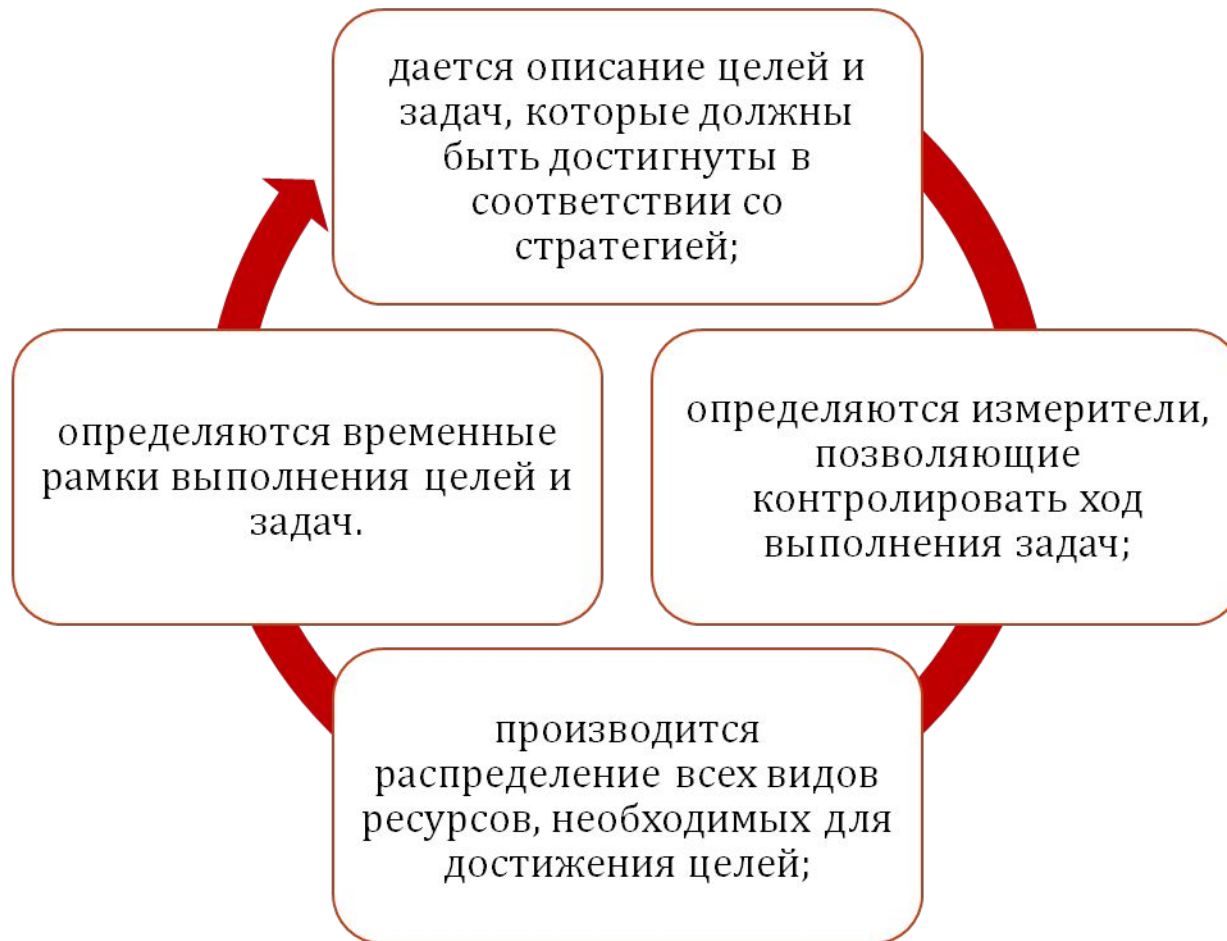 дается описание целей и
задач, которые должны
быть достигнуты в
соответствии со
стратегией;
определяются измерители,
позволяющие
контролировать ход
выполнения задач;
производится
распределение всех видов
ресурсов, необходимых для
достижения целей;
определяются временные
рамки выполнения целей и
задач.